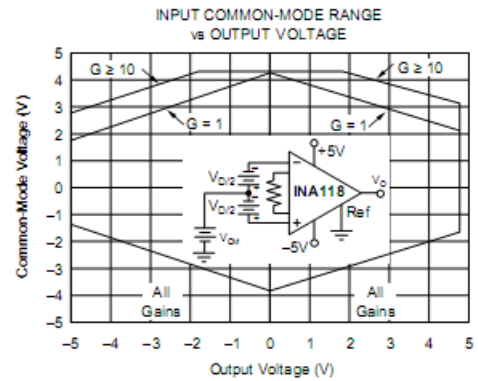 INPUT COMMON-MODE RANGE
vs OUTPUT VOLTAGE
Common-Mode Voltage (V)
5
4
3
2
1
0
–1
–2
–3
–4
–5
G ≥ 10
G ≥ 10
G = 1
G = 1
VD/2
VD/2
VCM
INA118
–
+
+5V
–5V
VO
Ref
All
Gains
All
Gains
–5 –4 –3 –2 –1 0 1 2 3 4 5
Output Voltage (V)